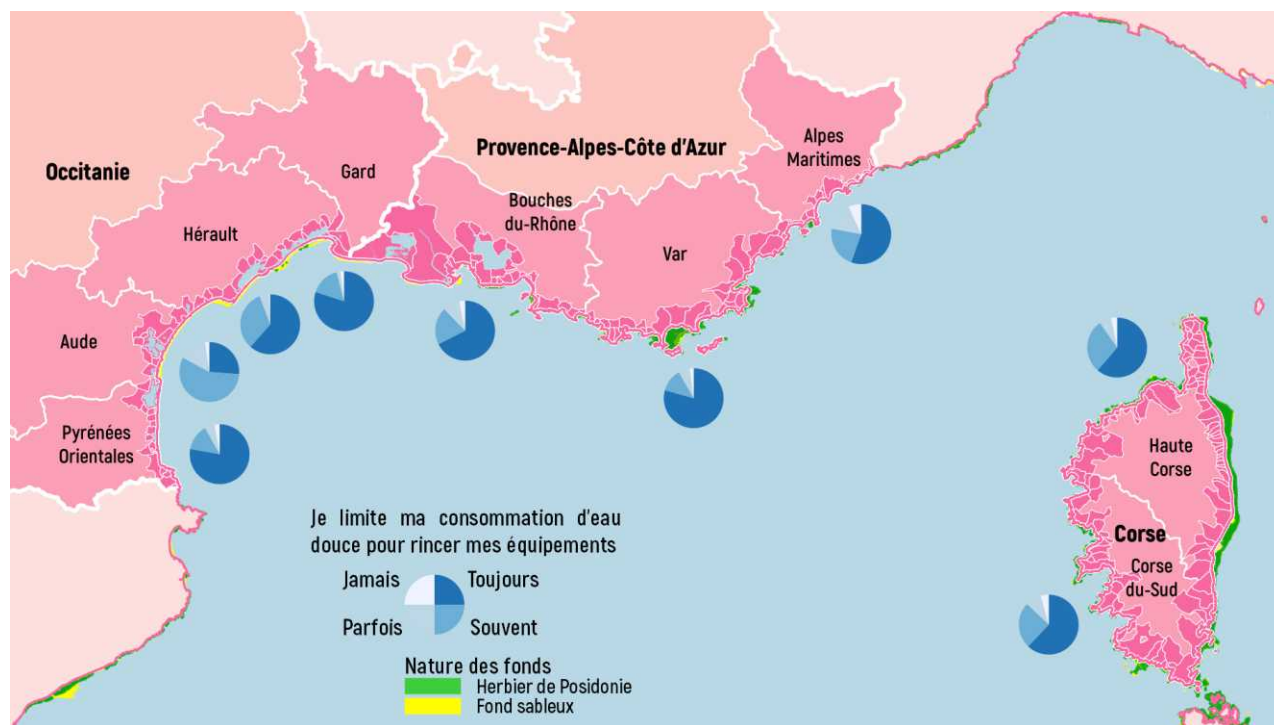 Occitanie
Provence-Alpes-Côte d'Azur
Alpes
Maritimes
Gard
Bouches
du-Rhône
Hérault
Var
Aude
Pyrénées
Orientales
Haute
Corse
Corse
Corse
du-Sud
Je limite ma consommation d'eau
douce pour rincer mes équipements
Jamais Toujours
Parfois Souvent
Nature des fonds
Herbier de Posidonie
Fond sableux